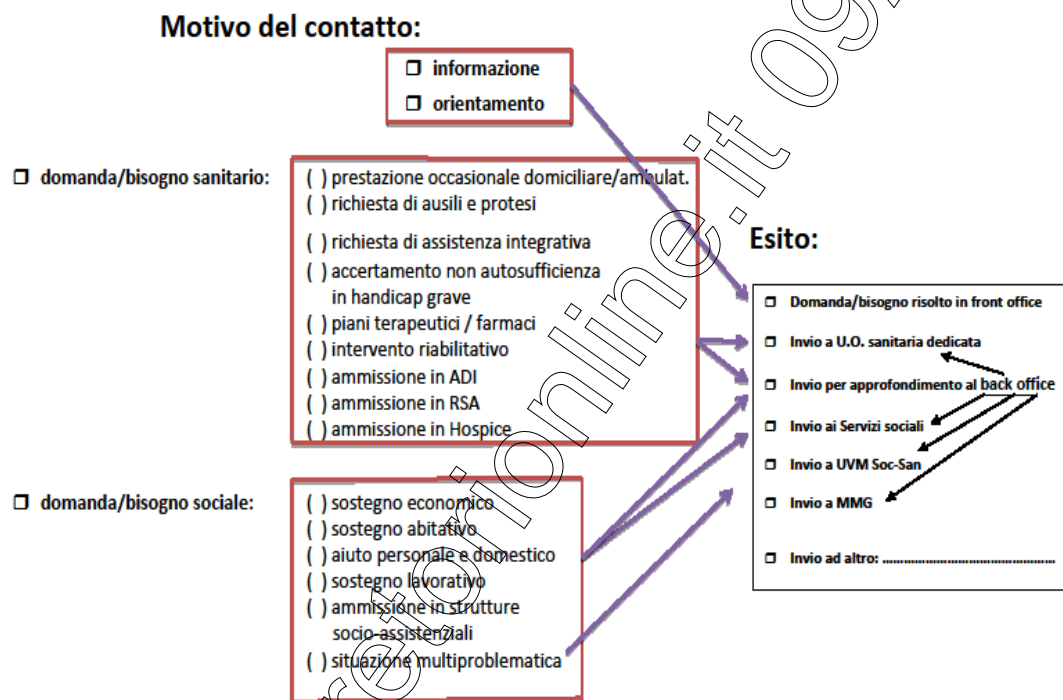 Motivo del contatto:
❒ informazione
❒ orientamento
❒ domanda/bisogno sanitario:
( ) prestazione occasionale domiciliare/ambulat.
( ) richiesta di ausili e protesi
( ) richiesta di assistenza integrativa
( ) accertamento non autosufficienza
in handicap grave
( ) piani terapeutici / farmaci
( ) intervento riabilitativo
( ) ammissione in ADI
( ) ammissione in RSA
( ) ammissione in Hospice
❒ domanda/bisogno sociale:
( ) sostegno economico
( ) sostegno abitativo
( ) aiuto personale e domestico
( ) sostegno lavorativo
( ) ammissione in strutture
socio-assistenziali
( ) situazione multiproblematica
Esito:
❒ Domanda/bisogno risolto in front office
❒ Invio a U.O. sanitaria dedicata
❒ Invio per approfondimento al back office
❒ Invio ai Servizi sociali
❒ Invio a UVM Soc-San
❒ Invio a MMG
❒ Invio ad altro: ................................................
retorionline.it